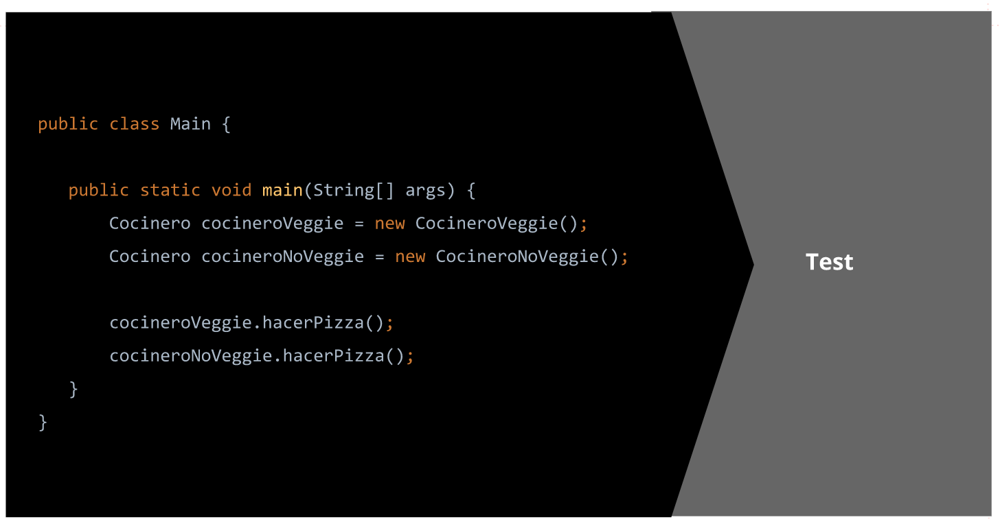 public class Main {
public static void main(String[] args) {
Cocinero cocineroVeggie = new CocineroVeggie();
Cocinero cocineroNoVeggie = new CocineroNoVeggie();
cocineroVeggie.hacerPizza();
cocineroNoVeggie.hacerPizza();
}
}
Test